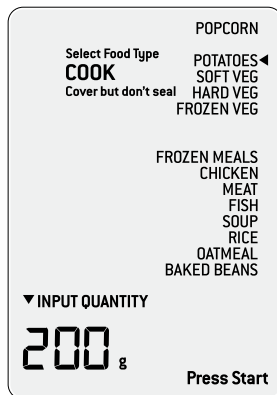 POPCORN
Select Food Type
POTATOES◀
COOK
SOFT VEG
Cover but don't seal
HARD VEG
FROZEN VEG
FROZEN MEALS
CHICKEN
MEAT
FISH
SOUP
RICE
OATMEAL
BAKED BEANS
▼INPUT QUANTITY
200 g
Press Start